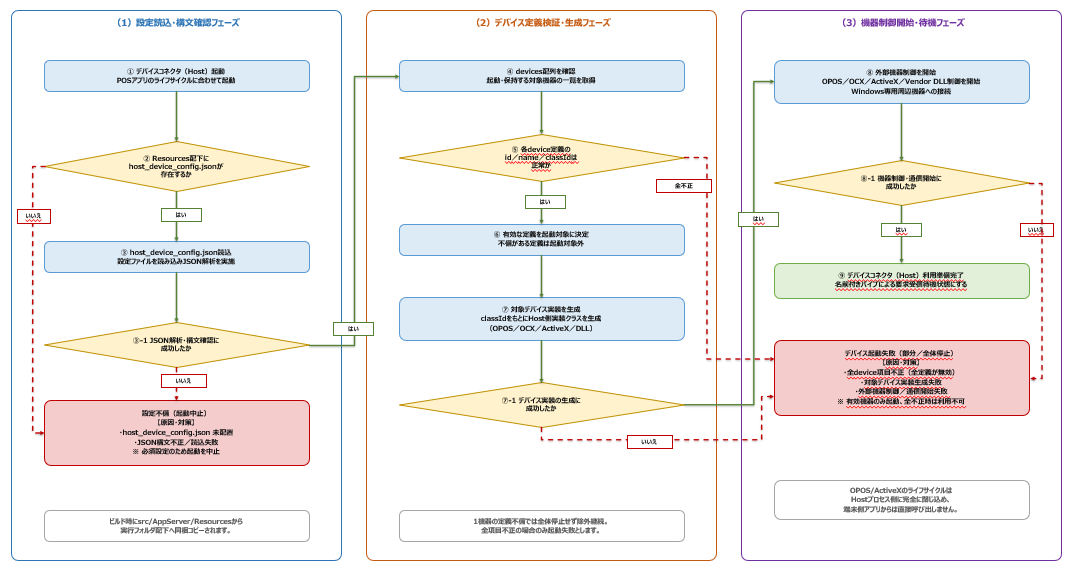 （1）設定読込・構文確認フェーズ
① デバイスコネクタ（Host）起動
POSアプリのライフサイクルに合わせて起動
② Resources配下に
host_device_config.jsonが
存在するか
いいえ
はい
③ host_device_config.json読込
設定ファイルを読み込みJSON解析を実施
③-1 JSON解析・構文確認に
成功したか
はい
いいえ
設定不備（起動中止）
【原因・対策】
・host_device_config.json 未配置
・JSON構文不正／読込失敗
※ 必須設定のため起動を中止
ビルド時にsrc/AppServer/Resourcesから
実行フォルダ配下へ同梱コピーされます。
（2）デバイス定義検証・生成フェーズ
④ devices配列を確認
起動・保持する対象機器の一覧を取得
⑤ 各device定義の
id／name／classIdは
正常か
全不正
はい
⑥ 有効な定義を起動対象に決定
不備がある定義は起動対象外
⑦ 対象デバイス実装を生成
classIdをもとにHost側実装クラスを生成
（OPOS／OCX／ActiveX／DLL）
⑦-1 デバイス実装の生成に
成功したか
はい
いいえ
1機器の定義不備では全体停止せず除外継続。
全項目不正の場合のみ起動失敗とします。
（3）機器制御開始・待機フェーズ
⑧ 外部機器制御を開始
OPOS／OCX／ActiveX／Vendor DLL制御を開始
Windows専用周辺機器への接続
⑧-1 機器制御・通信開始に
成功したか
はい
いいえ
⑨ デバイスコネクタ（Host）利用準備完了
名前付きパイプによる要求受信待機状態にする
デバイス起動失敗（部分／全体停止）
【原因・対策】
・全device項目不正（全定義が無効）
・対象デバイス実装生成失敗
・外部機器制御／通信開始失敗
※ 有効機器のみ起動、全不正時は利用不可
OPOS/ActiveXのライフサイクルは
Hostプロセス側に完全に閉じ込め、
端末側アプリからは直接呼び出しません。